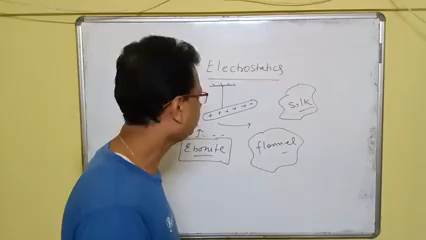 Electrostatics
silk
+ + + + + +
Ebonite
flannel